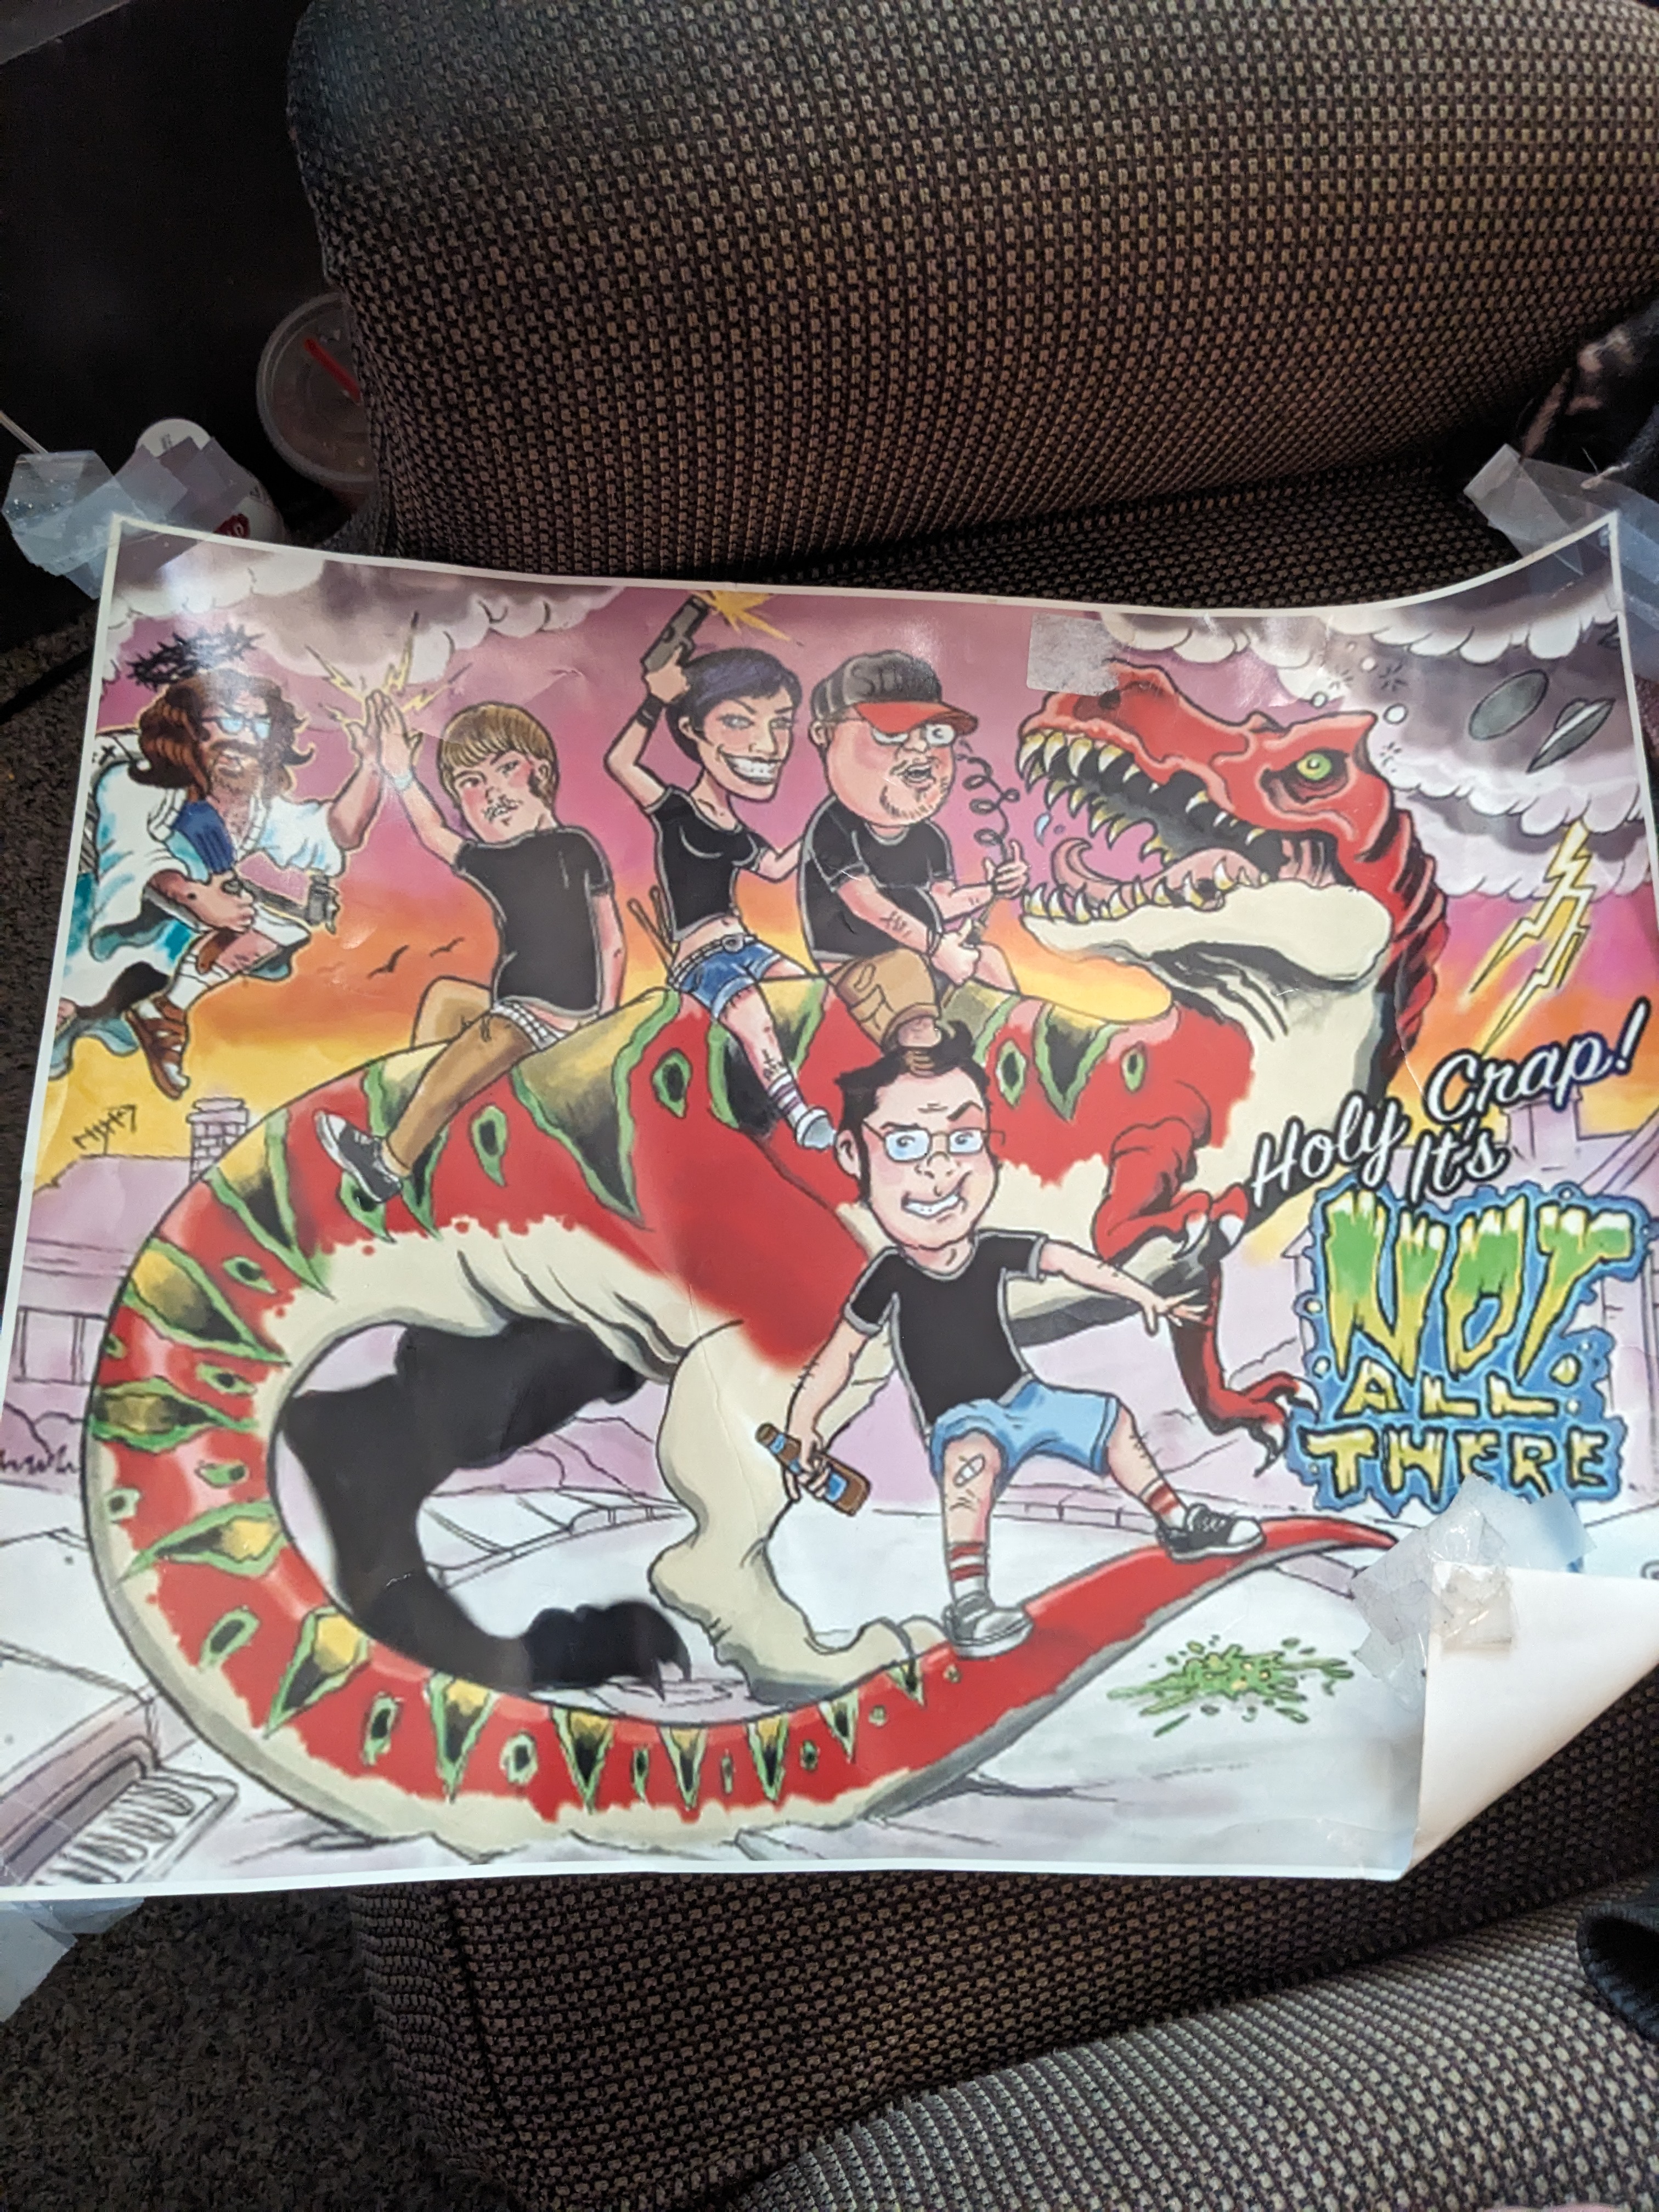 Holy Crap!
It's
NOT
ALL
THERE